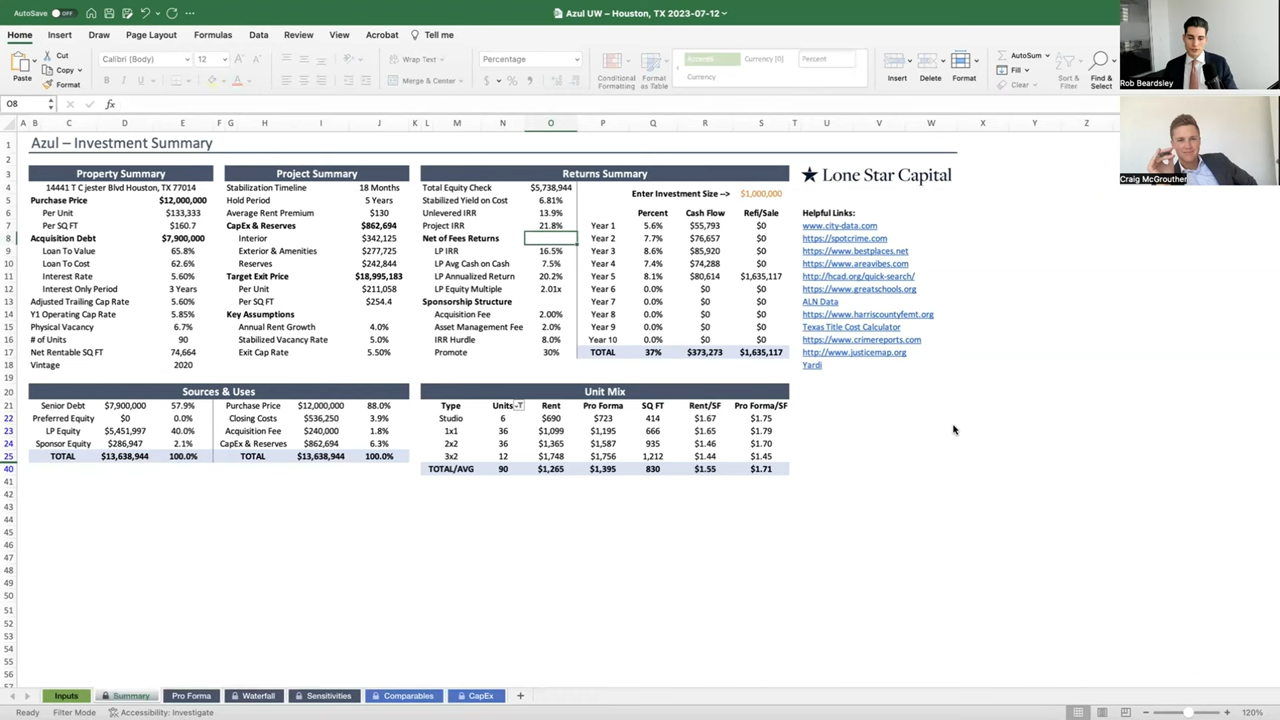 AutoSave OFF
Azul UW – Houston, TX 2023-07-12
Home Insert Draw Page Layout Formulas Data Review View Acrobat Tell me
Paste Cut Copy Format
Calibri (Body) 12
B I U
Wrap Text
Merge & Center
Percentage
$ % 
Conditional Formatting
Format as Table
Currency [0] Percent
Currency
Insert Delete Format
AutoSum
Fill
Clear
Sort & Filter
Find & Select
Rob Beardsley
Craig McGrouther
O8 fx
A B C D E F G H I J K L M N O P Q R S T U V W X Y Z
Azul – Investment Summary
Property Summary Project Summary Returns Summary
Lone Star Capital
14441 T C jester Blvd Houston, TX 77014 Stabilization Timeline 18 Months Total Equity Check $5,738,944
Enter Investment Size --> $1,000,000
Purchase Price $12,000,000 Hold Period 5 Years Stabilized Yield on Cost 6.81%
Per Unit $133,333 Average Rent Premium $130 Unlevered IRR 13.9% Percent Cash Flow Refi/Sale Helpful Links:
Per SQ FT $160.7 CapEx & Reserves $862,694 Project IRR 21.8% Year 1 5.6% $55,793 $0 www.city-data.com
Acquisition Debt $7,900,000 Interior $342,125 Net of Fees Returns Year 2 7.7% $76,657 $0 https://spotcrime.com
Loan To Value 65.8% Exterior & Amenities $277,725 LP IRR 16.5% Year 3 8.6% $85,920 $0 https://www.bestplaces.net
Loan To Cost 62.6% Reserves $242,844 LP Avg Cash on Cash 7.5% Year 4 7.4% $74,288 $0 https://www.areavibes.com
Interest Rate 5.60% Target Exit Price $18,995,183 LP Annualized Return 20.2% Year 5 8.1% $80,614 $1,635,117 http://hcad.org/quick-search/
Interest Only Period 3 Years Per Unit $211,058 LP Equity Multiple 2.01x Year 6 0.0% $0 $0 https://www.greatschools.org
Adjusted Trailing Cap Rate 5.60% Per SQ FT $254.4 Sponsorship Structure Year 7 0.0% $0 $0 ALN Data
Y1 Operating Cap Rate 5.85% Key Assumptions Acquisition Fee 2.00% Year 8 0.0% $0 $0 https://www.harriscountyfemt.org
Physical Vacancy 6.7% Annual Rent Growth 4.0% Asset Management Fee 2.0% Year 9 0.0% $0 $0 Texas Title Cost Calculator
# of Units 90 Stabilized Vacancy Rate 5.0% IRR Hurdle 8.0% Year 10 0.0% $0 $0 https://www.crimereports.com
Net Rentable SQ FT 74,664 Exit Cap Rate 5.50% Promote 30% TOTAL 37% $373,273 $1,635,117 http://www.justicemap.org
Vintage 2020 Yardi
Sources & Uses Unit Mix
Senior Debt $7,900,000 57.9% Purchase Price $12,000,000 88.0% Type Units Rent Pro Forma SQ FT Rent/SF Pro Forma/SF
Preferred Equity $0 0.0% Closing Costs $536,250 3.9% Studio 6 $690 $723 414 $1.67 $1.75
LP Equity $5,451,997 40.0% Acquisition Fee $240,000 1.8% 1x1 36 $1,099 $1,195 666 $1.65 $1.79
Sponsor Equity $286,947 2.1% CapEx & Reserves $862,694 6.3% 2x2 36 $1,365 $1,587 935 $1.46 $1.70
TOTAL $13,638,944 100.0% TOTAL $13,638,944 100.0% 3x2 12 $1,748 $1,756 1,212 $1.44 $1.45
TOTAL/AVG 90 $1,265 $1,395 830 $1.55 $1.71
Inputs Summary Pro Forma Waterfall Sensitivities Comparables CapEx +
Ready Filter Mode Accessibility: Investigate 120%